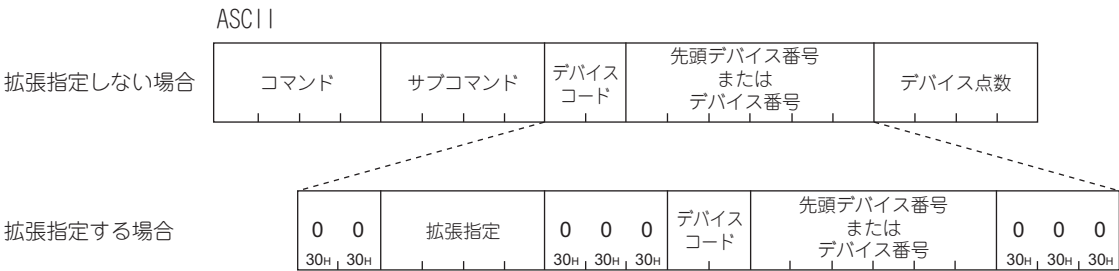 ASCII
拡張指定しない場合
コマンド
サブコマンド
デバイス
コード
先頭デバイス番号
または
デバイス番号
デバイス点数
拡張指定する場合
0 0
30H 30H
拡張指定
0 0 0
30H 30H 30H
デバイス
コード
先頭デバイス番号
または
デバイス番号
0 0 0
30H 30H 30H